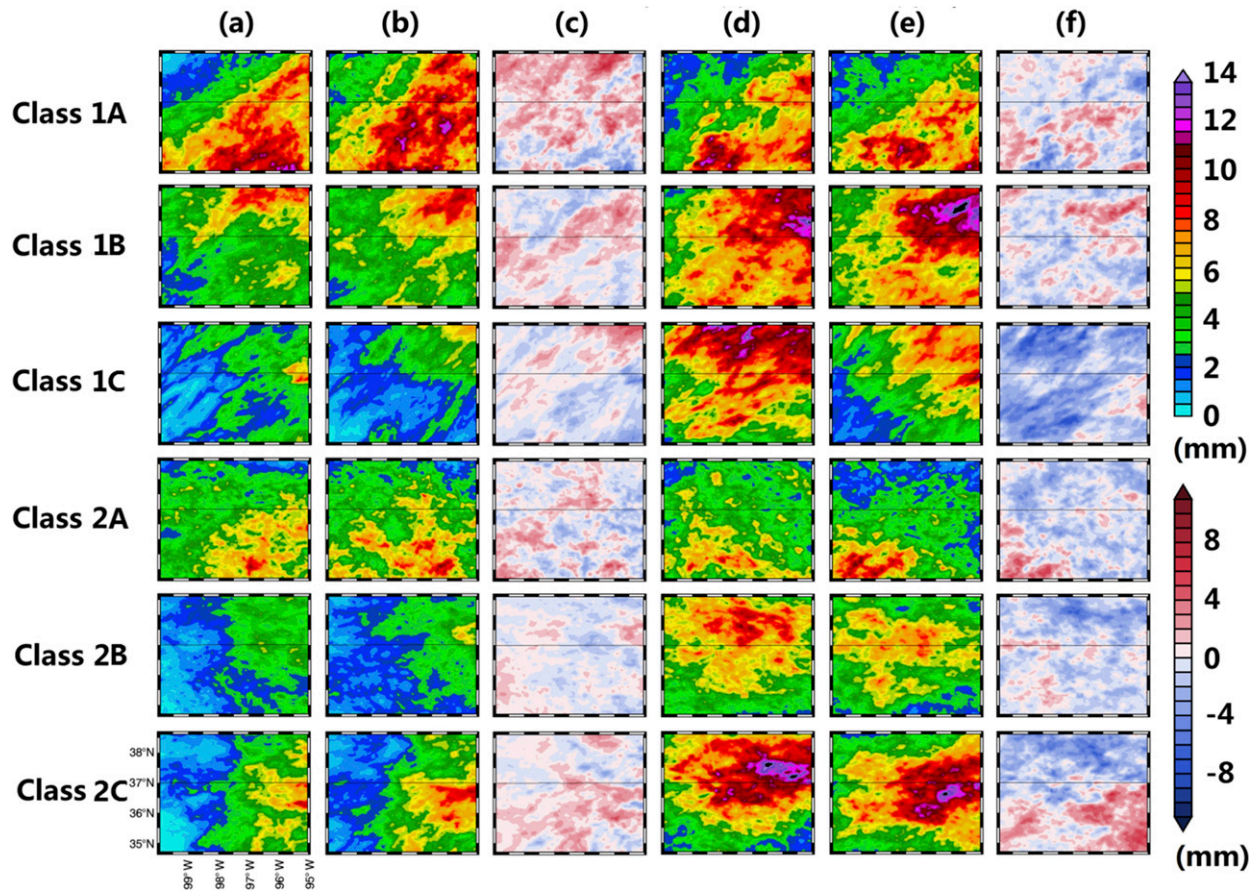 (a) (b) (c) (d) (e) (f)
Class 1A
Class 1B
Class 1C
Class 2A
Class 2B
Class 2C
38°N
37°N
36°N
35°N
99° W 98° W 97° W 96° W 95° W
14
12
10
8
6
4
2
0
(mm)
8
4
0
-4
-8
(mm)